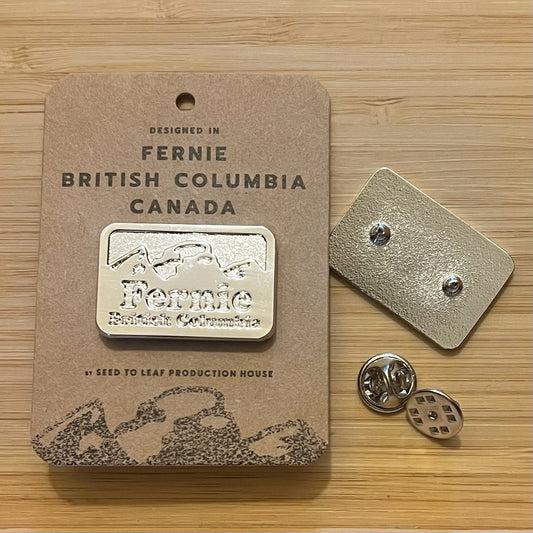 DESIGNED IN
FERNIE
BRITISH COLUMBIA
CANADA
Fernie
British Columbia
BY SEED TO LEAF PRODUCTION HOUSE